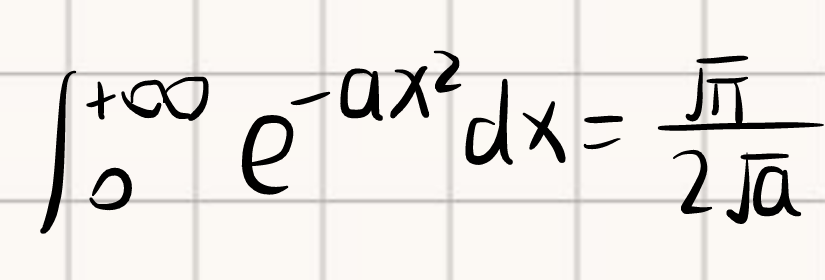 ∫₀^{+∞} e^{-ax²} dx = √π / (2√a)